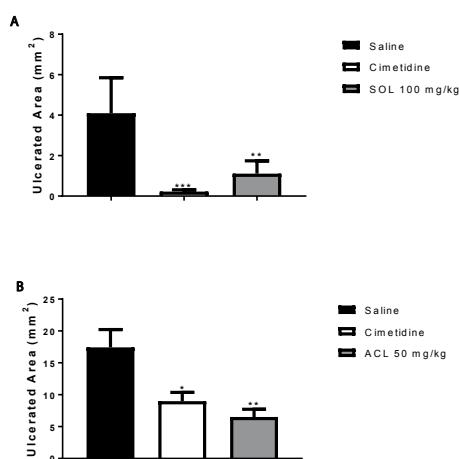 A
Ulcerated Area (mm²)
8
6
4
2
0
***
**
Saline
Cimetidine
SOL 100 mg/kg
B
Ulcerated Area (mm²)
25
20
15
10
5
0
*
**
Saline
Cimetidine
ACL 50 mg/kg